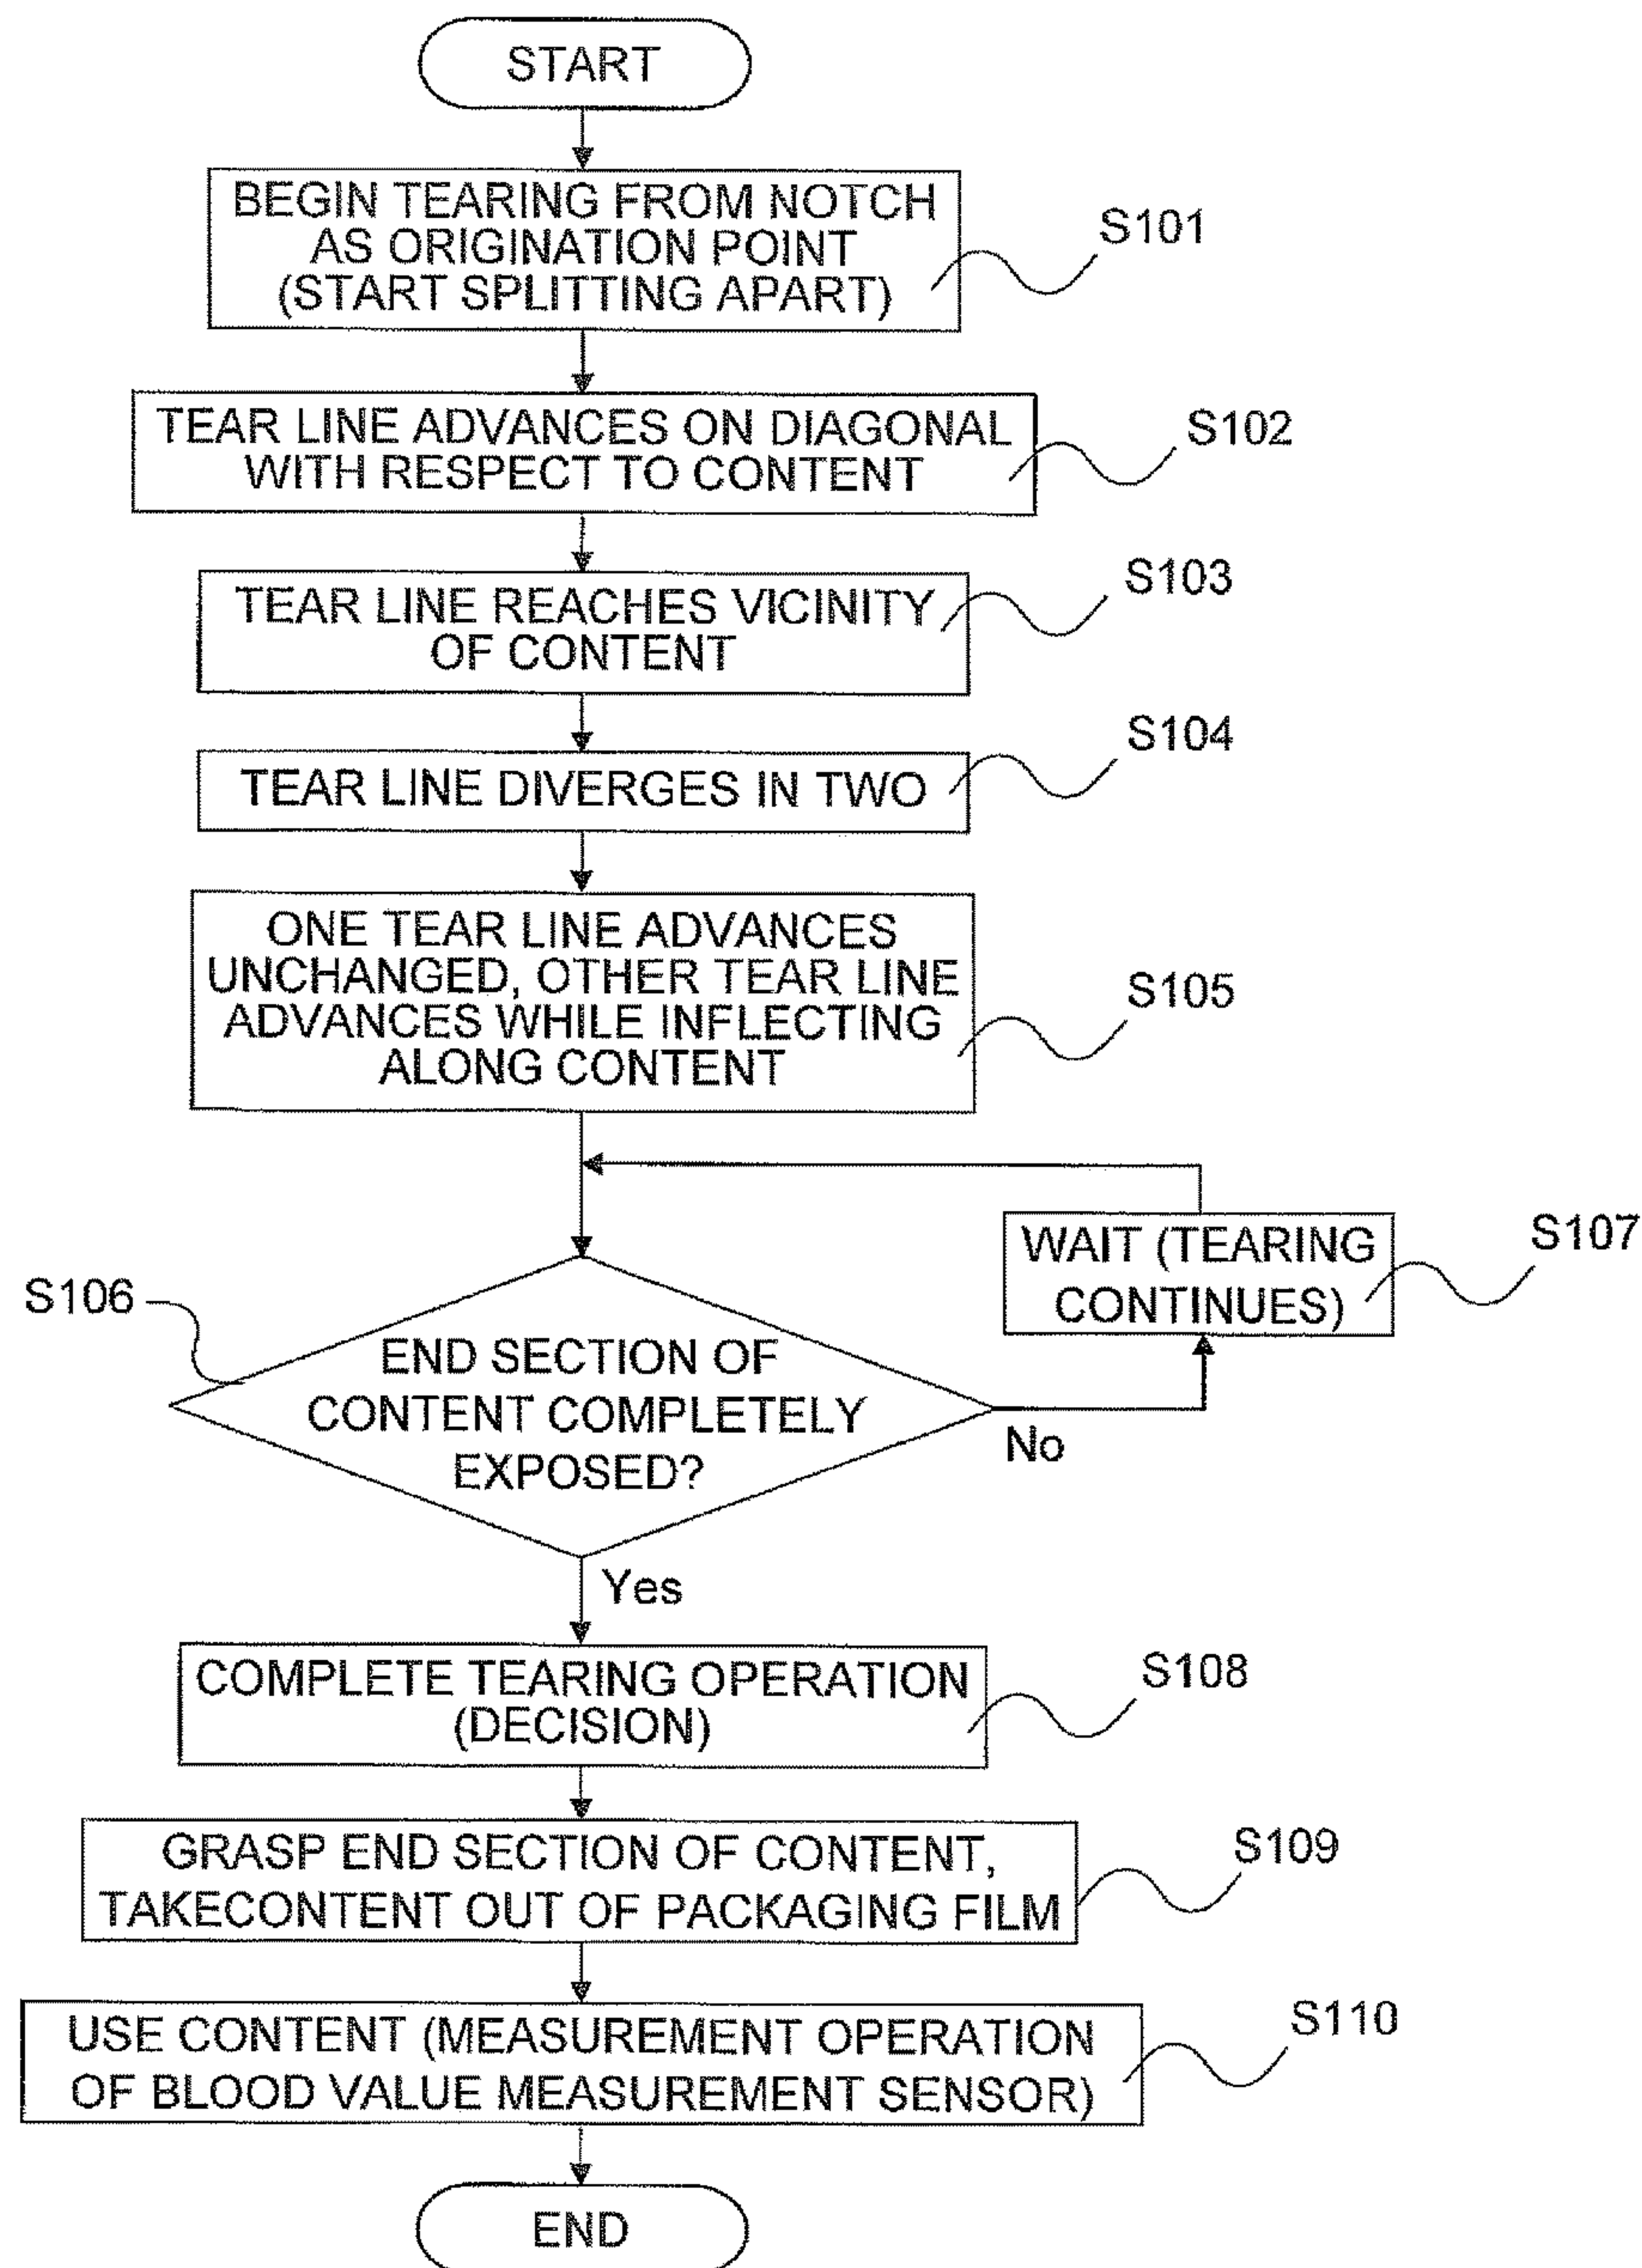 START
BEGIN TEARING FROM NOTCH
AS ORIGINATION POINT
(START SPLITTING APART)
S101
TEAR LINE ADVANCES ON DIAGONAL
WITH RESPECT TO CONTENT
S102
TEAR LINE REACHES VICINITY
OF CONTENT
S103
TEAR LINE DIVERGES IN TWO
S104
ONE TEAR LINE ADVANCES
UNCHANGED, OTHER TEAR LINE
ADVANCES WHILE INFLECTING
ALONG CONTENT
S105
WAIT (TEARING
CONTINUES)
S107
S106
END SECTION OF
CONTENT COMPLETELY
EXPOSED?
No
Yes
COMPLETE TEARING OPERATION
(DECISION)
S108
GRASP END SECTION OF CONTENT,
TAKECONTENT OUT OF PACKAGING FILM
S109
USE CONTENT (MEASUREMENT OPERATION
OF BLOOD VALUE MEASUREMENT SENSOR)
S110
END